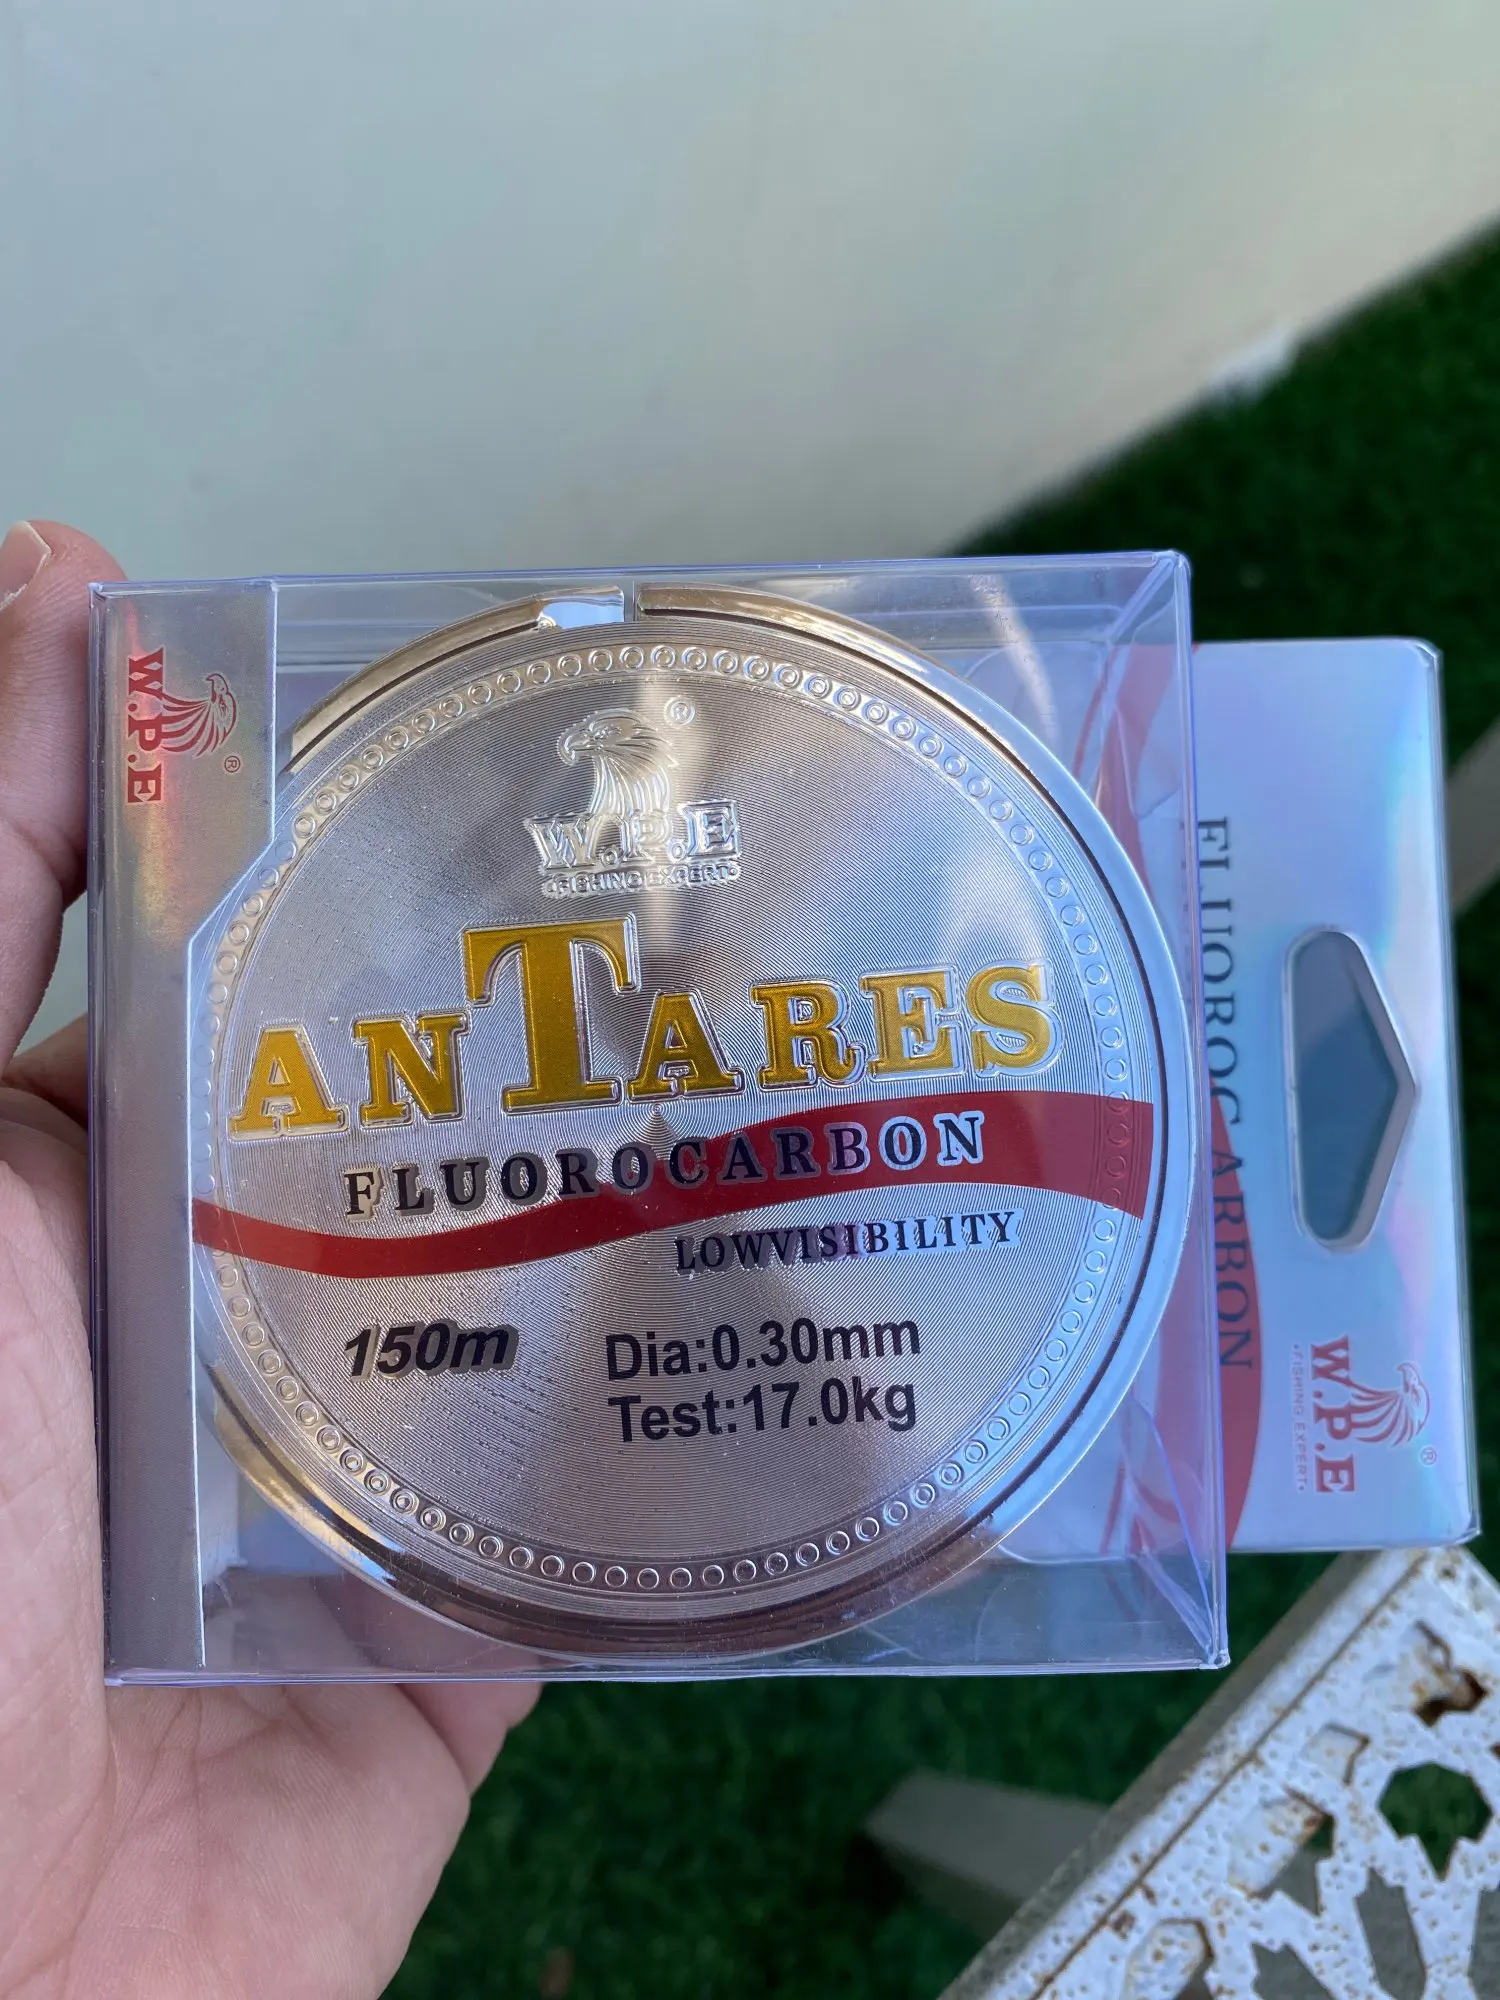 W.P.E
®
®
W.P.E
·FISHING EXPERT·
ANTARES
FLUOROCARBON
LOWVISIBILITY
150m
Dia:0.30mm
Test:17.0kg
FLUOROCARBON
W.P.E
®
·FISHING EXPERT·